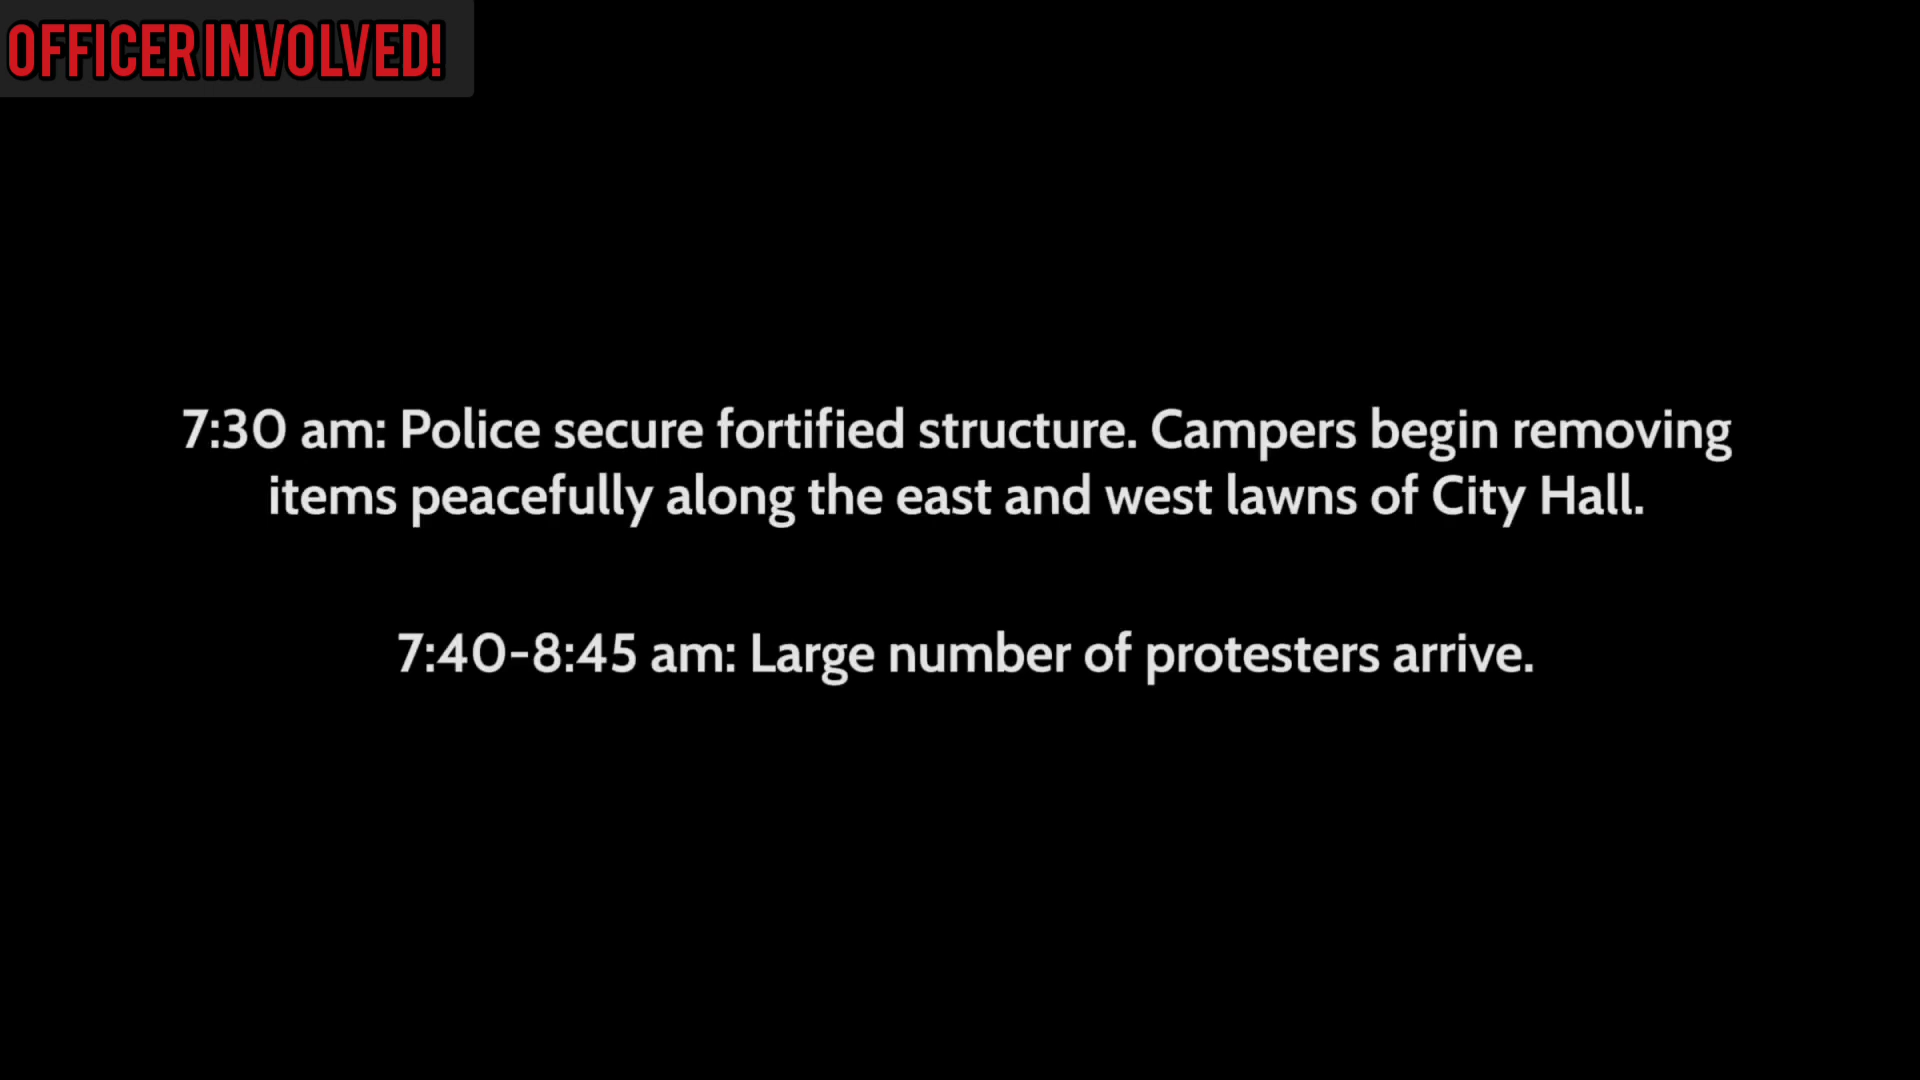 OFFICER INVOLVED!
7:30 am: Police secure fortified structure. Campers begin removing
items peacefully along the east and west lawns of City Hall.
7:40-8:45 am: Large number of protesters arrive.